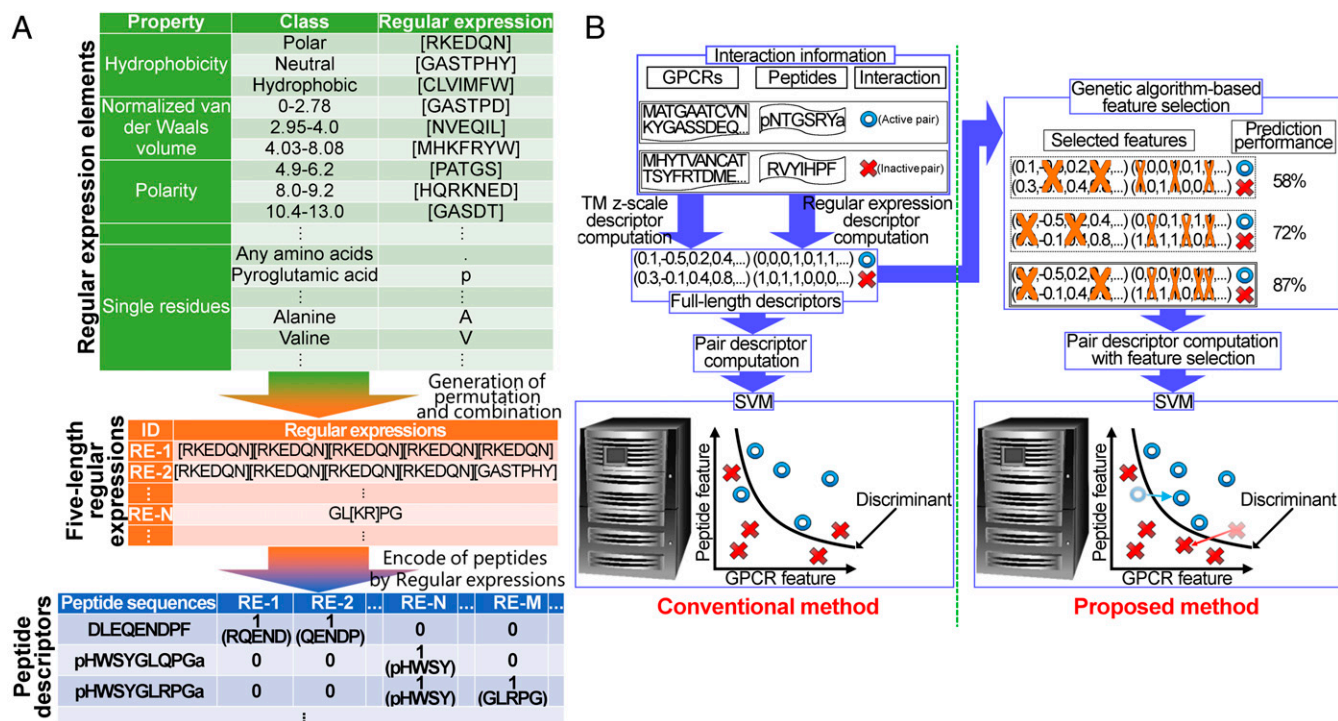 A
Regular expression elements
Property Class Regular expression
Hydrophobicity
Polar [RKEDQN]
Neutral [GASTPHY]
Hydrophobic [CLVIMFW]
Normalized van
der Waals
volume
0-2.78 [GASTPD]
2.95-4.0 [NVEQIL]
4.03-8.08 [MHKFRYW]
Polarity
4.9-6.2 [PATGS]
8.0-9.2 [HQRKNED]
10.4-13.0 [GASDT]
⋮ ⋮ ⋮
Single residues
Any amino acids .
Pyroglutamic acid p
⋮ ⋮
Alanine A
Valine V
⋮ ⋮
Generation of
permutation
and combination
Five-length
regular
expressions
ID Regular expressions
RE-1 [RKEDQN][RKEDQN][RKEDQN][RKEDQN][RKEDQN]
RE-2 [RKEDQN][RKEDQN][RKEDQN][RKEDQN][GASTPHY]
⋮ ⋮
RE-N GL[KR]PG
⋮ ⋮
Encode of peptides
by Regular expressions
Peptide
descriptors
Peptide sequences RE-1 RE-2 ... RE-N ... RE-M ...
DLEQENDPF 1 1 0 0
(RQEND) (QENDP)
pHWSYGLQPGa 0 0 1 0
(pHWSY)
pHWSYGLRPGa 0 0 1 1
(pHWSY) (GLRPG)
⋮
B
Interaction information
GPCRs Peptides Interaction
MATGAATCVN
KYGASSDEQ...
pNTGSRYa
(Active pair)
MHYTVANCAT
TSYFRTDME...
RVYIHPF
(Inactive pair)
TM z-scale
descriptor
computation
Regular expression
descriptor
computation
(0.1,-0.5,0.2,0.4,...) (0,0,0,1,0,1,1,...)
(0.3,-0.1,0.4,0.8,...) (1,0,1,1,0,0,0,...)
Full-length descriptors
Pair descriptor
computation
SVM
Peptide feature
GPCR feature
Discriminant
Conventional method
Genetic algorithm-based
feature selection
Selected features
Prediction
performance
58%
72%
87%
Pair descriptor computation
with feature selection
SVM
Peptide feature
GPCR feature
Discriminant
Proposed method